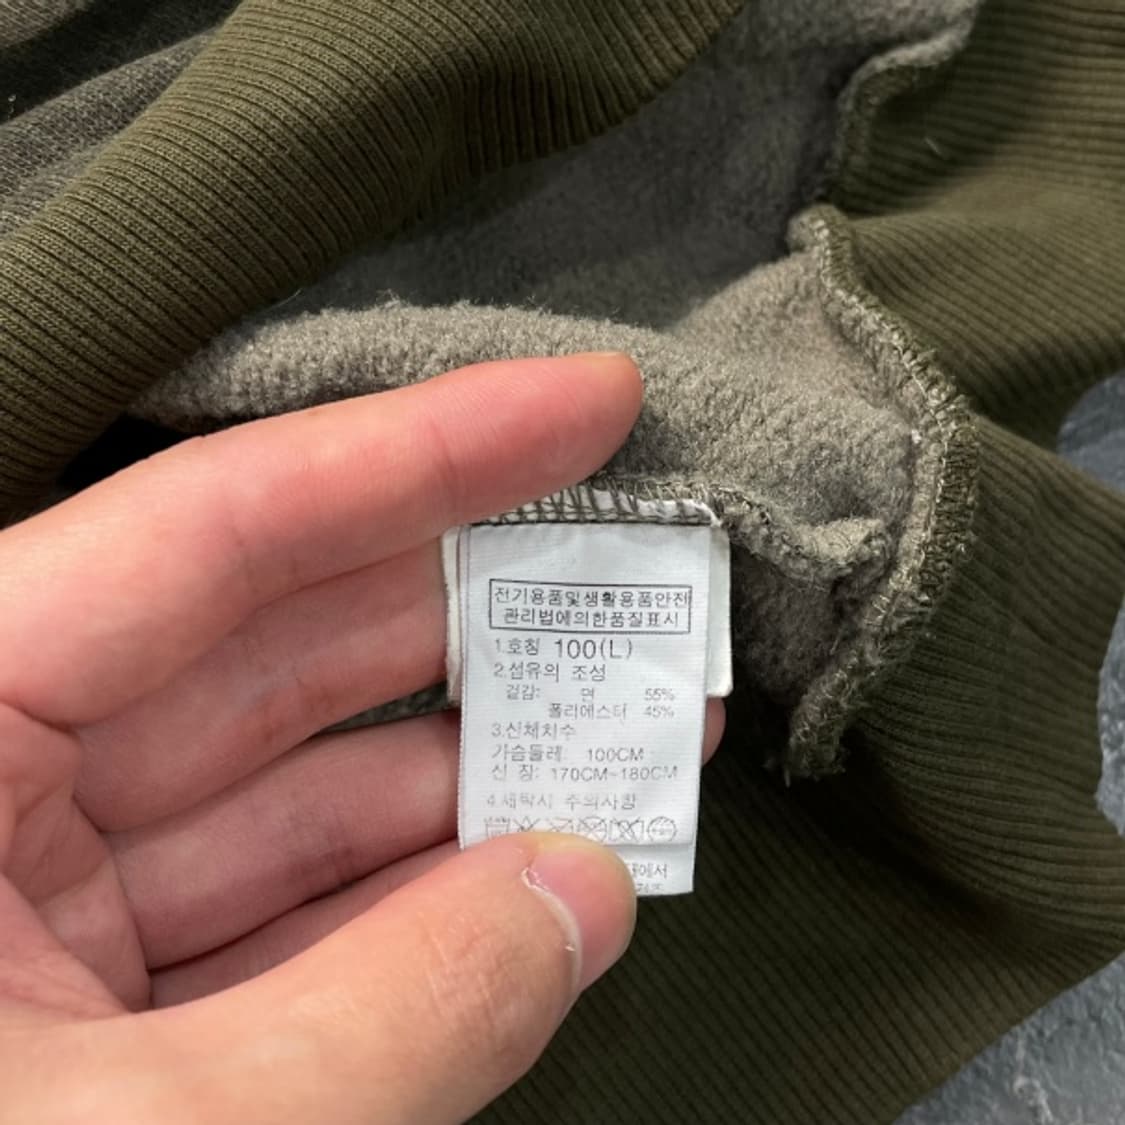 전기용품및생활용품안전
관리법에의한품질표시
1.호칭 100(L)
2.섬유의 조성
겉감: 면 55%
폴리에스터 45%
3.신체치수
가슴둘레: 100CM
신 장: 170CM~180CM
4.세탁시 주의사항